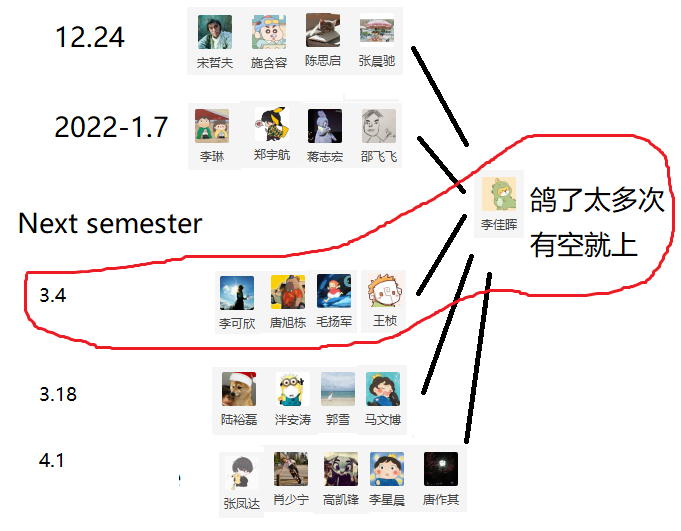 12.24
宋哲夫 施含容 陈思启 张晨驰
2022-1.7
李琳 郑宇航 蒋志宏 邵飞飞
李佳晖
鸽了太多次
有空就上
Next semester
3.4
李可欣 唐旭栋 毛扬军 王桢
3.18
陆裕磊 泮安涛 郭雪 马文博
4.1
张凤达 肖少宁 高凯锋 李星晨 唐作其